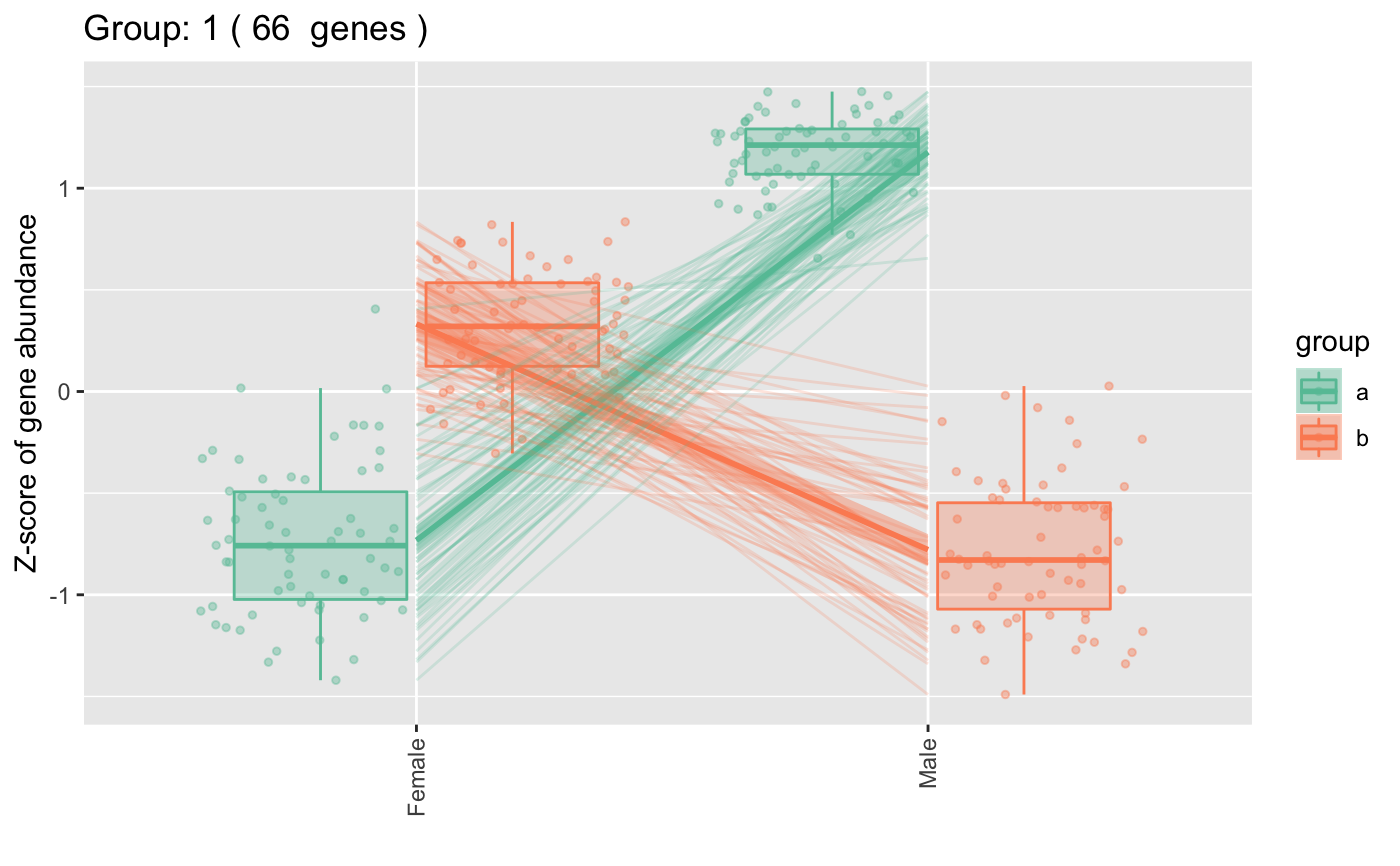 Group: 1 ( 66  genes )
Z-score of gene abundance
1
0
-1
Female
Male
group
a
b